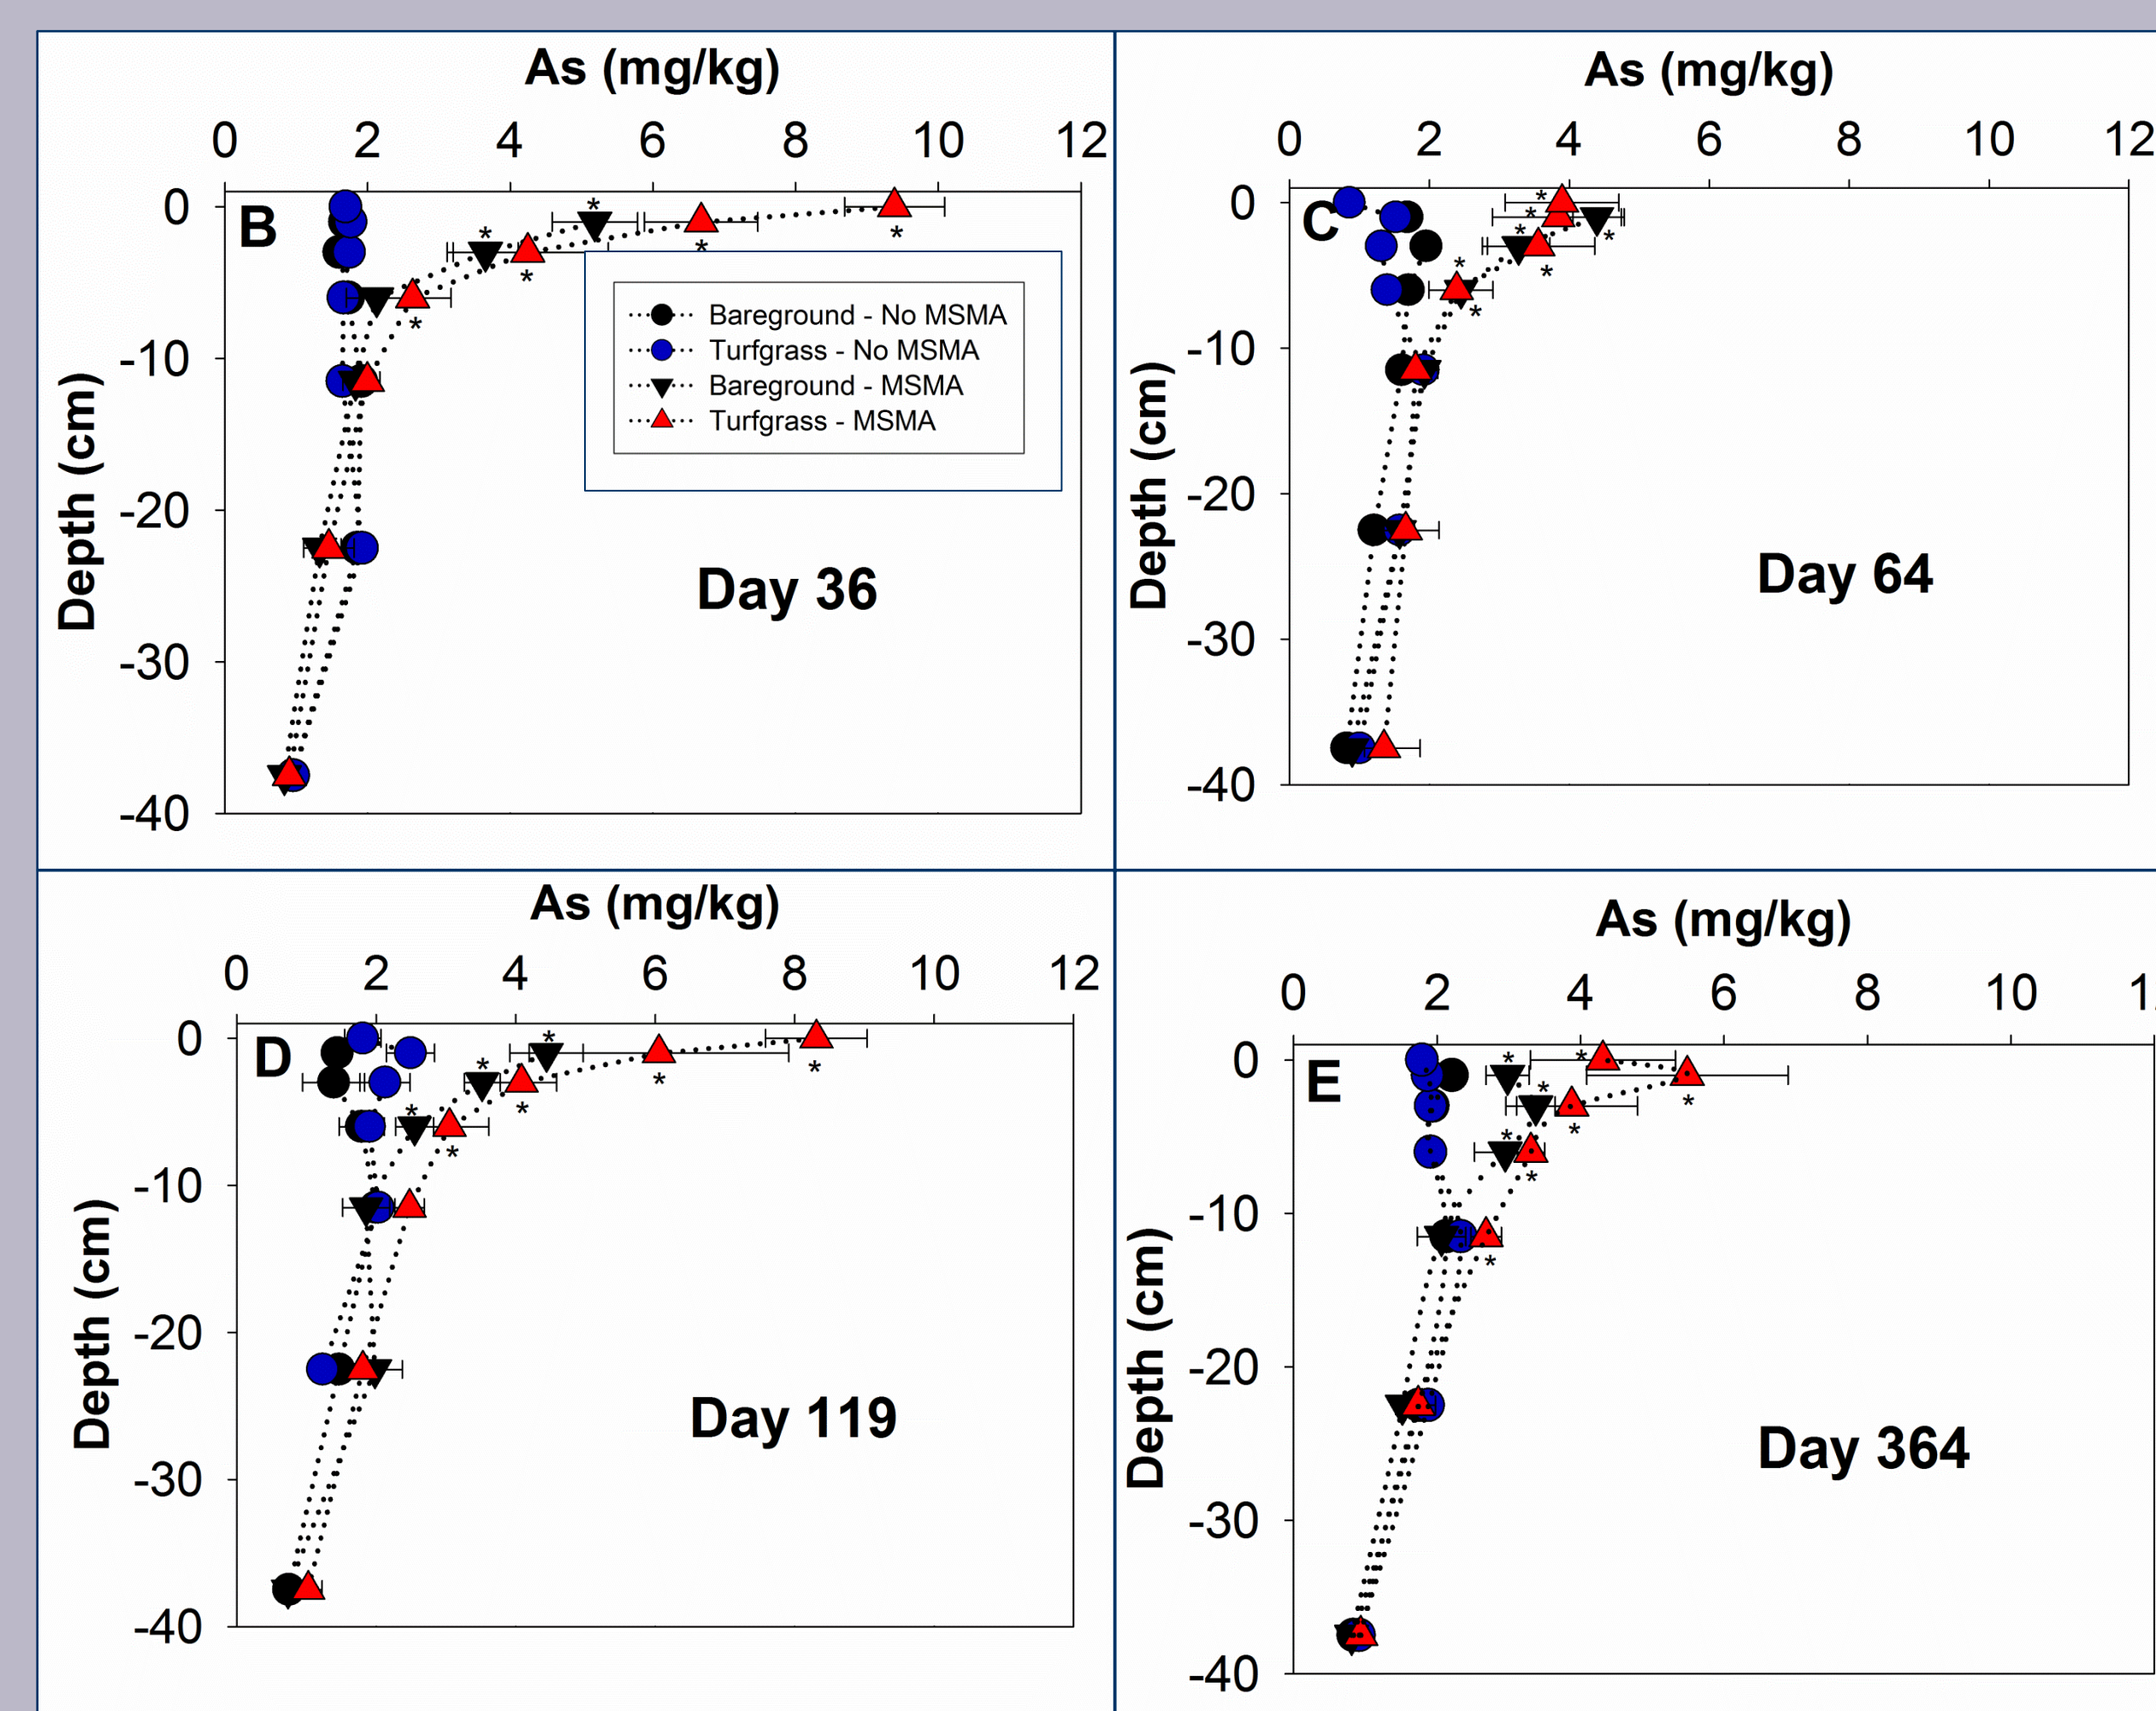 As (mg/kg)
0 2 4 6 8 10 12
B
0
-10
-20
-30
-40
Depth (cm)
* * * * * * *
Bareground - No MSMA
Turfgrass - No MSMA
Bareground - MSMA
Turfgrass - MSMA
Day 36
As (mg/kg)
0 2 4 6 8 10 12
C
0
-10
-20
-30
-40
Depth (cm)
* * * * * * *
Day 64
As (mg/kg)
0 2 4 6 8 10 12
D
0
-10
-20
-30
-40
Depth (cm)
* * * * * * *
Day 119
As (mg/kg)
0 2 4 6 8 10 1
E
0
-10
-20
-30
-40
Depth (cm)
* * * * * * * *
Day 364